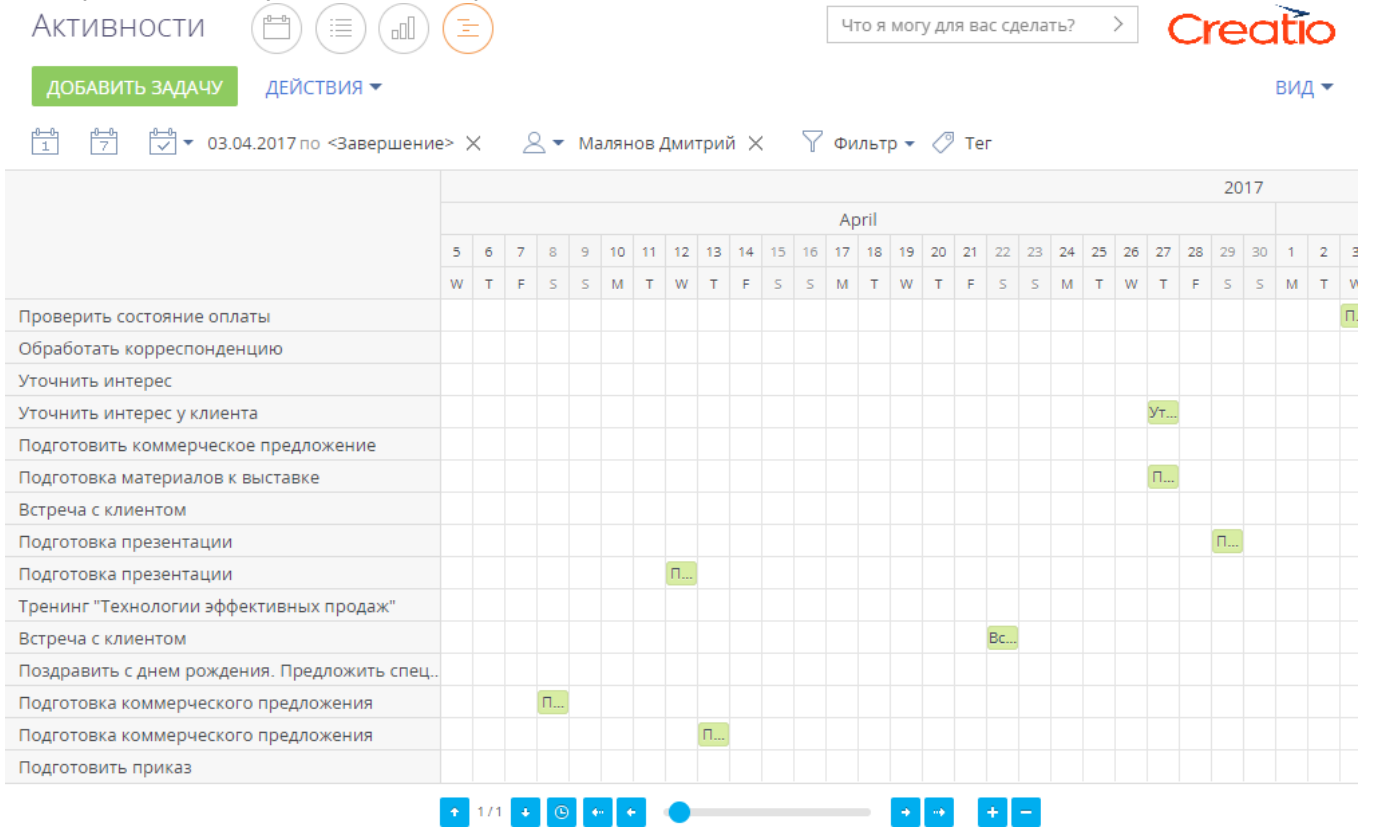 Активности
Что я могу для вас сделать?
Creatio
ДОБАВИТЬ ЗАДАЧУ ДЕЙСТВИЯ ВИД
1 7 03.04.2017 по <Завершение> Малянов Дмитрий Фильтр Тег
2017
April
5 6 7 8 9 10 11 12 13 14 15 16 17 18 19 20 21 22 23 24 25 26 27 28 29 30 1 2 3
W T F S S M T W T F S S M T W T F S S M T W T F S S M T W
Проверить состояние оплаты П..
Обработать корреспонденцию
Уточнить интерес
Уточнить интерес у клиента Ут...
Подготовить коммерческое предложение
Подготовка материалов к выставке П...
Встреча с клиентом
Подготовка презентации П...
Подготовка презентации П...
Тренинг "Технологии эффективных продаж"
Встреча с клиентом Вс...
Поздравить с днем рождения. Предложить спец..
Подготовка коммерческого предложения П...
Подготовка коммерческого предложения П...
Подготовить приказ
1 / 1